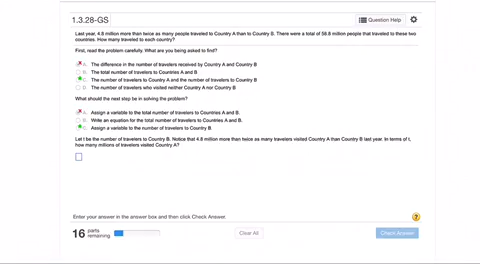 1.3.28-GS
Question Help
Last year, 4.8 million more than twice as many people traveled to Country A than to Country B. There were a total of 59.8 million people that traveled to these two
countries. How many traveled to each country?
First, read the problem carefully. What are you being asked to find?
A. The difference in the number of travelers received by Country A and Country B
B. The total number of travelers to Countries A and B
C. The number of travelers to Country A and the number of travelers to Country B
D. The number of travelers who visited neither Country A nor Country B
What should the next step be in solving the problem?
A. Assign a variable to the total number of travelers to Countries A and B.
B. Write an equation for the total number of travelers to Countries A and B.
C. Assign a variable to the number of travelers to Country B.
Let t be the number of travelers to Country B. Notice that 4.8 million more than twice as many travelers visited Country A than Country B last year. In terms of t,
how many millions of travelers visited Country A?
Enter your answer in the answer box and then click Check Answer.
?
16 parts
remaining
Clear All
Check Answer